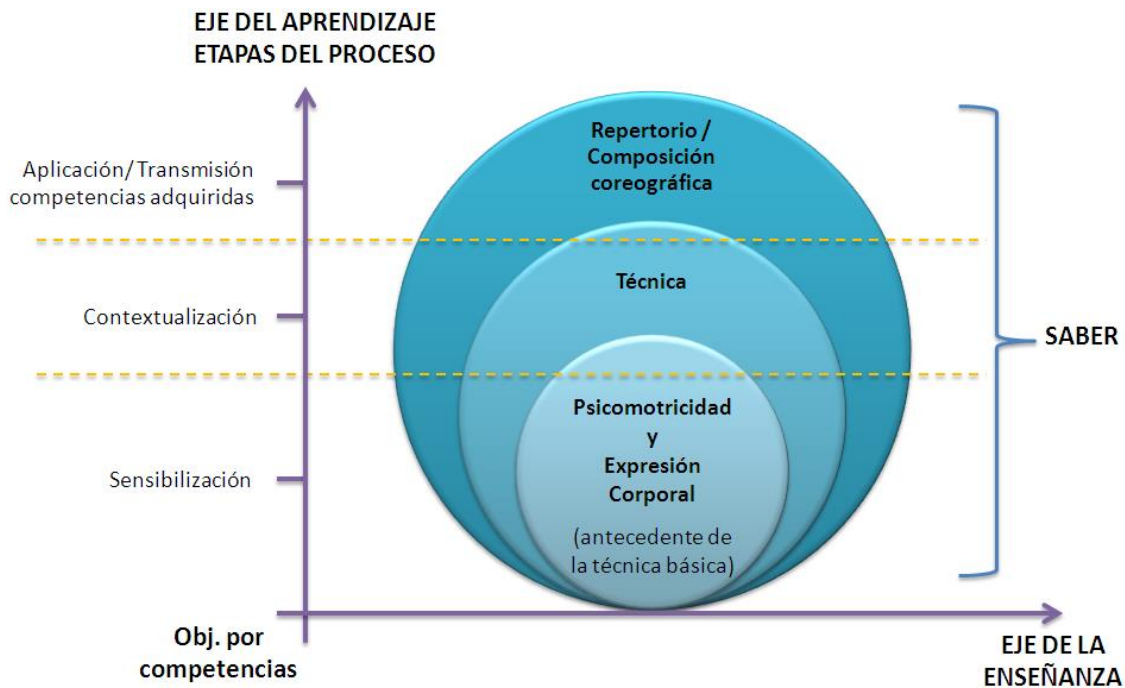 EJE DEL APRENDIZAJE
ETAPAS DEL PROCESO
Repertorio /
Composición
coreográfica
Aplicación/Transmisión
competencias adquiridas
Técnica
Contextualización
SABER
Psicomotricidad
y
Expresión
Corporal
(antecedente de
la técnica básica)
Sensibilización
Obj. por
competencias
EJE DE LA
ENSEÑANZA